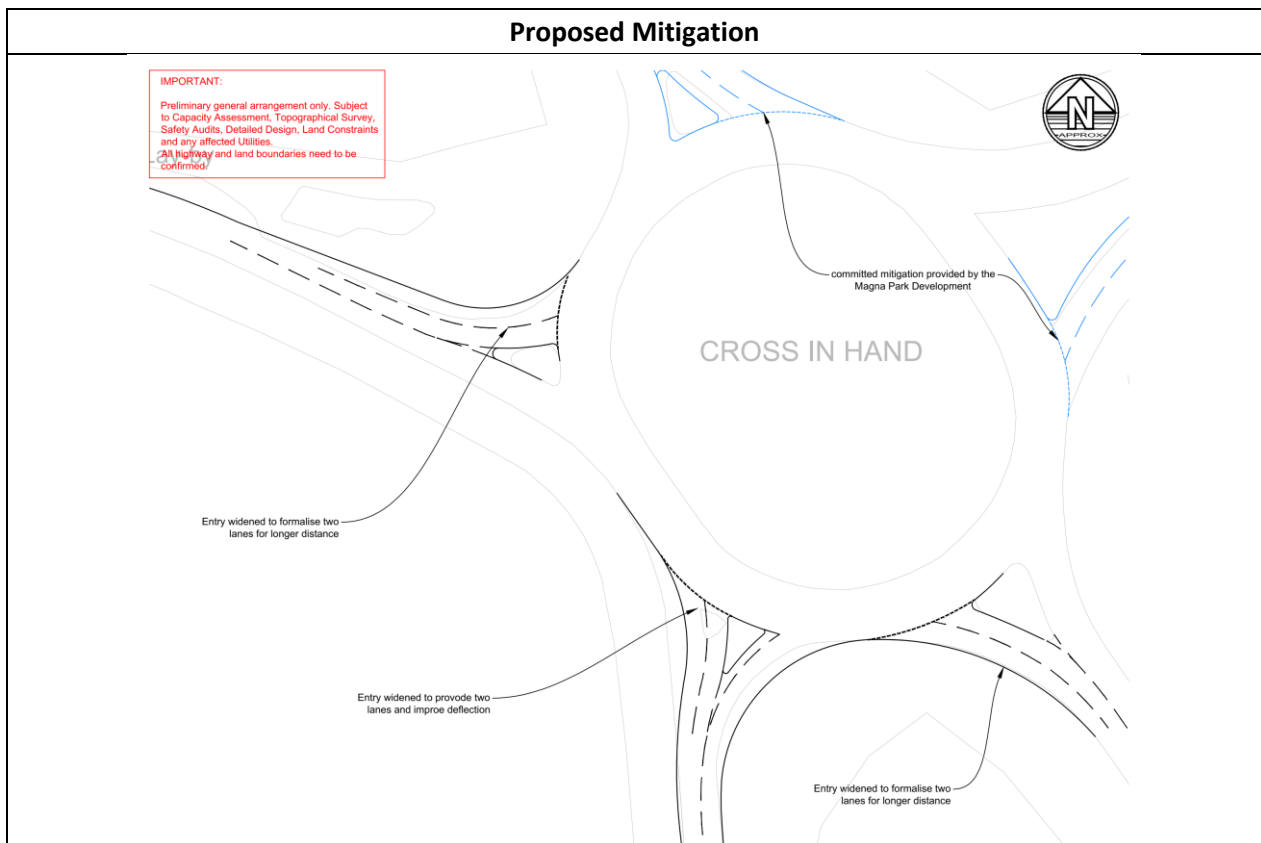 Proposed Mitigation
IMPORTANT:
Preliminary general arrangement only. Subject
to Capacity Assessment, Topographical Survey,
Safety Audits, Detailed Design, Land Constraints
and any affected Utilities.
All highway and land boundaries need to be
confirmed.
Lay-by
N
APPROX
committed mitigation provided by the
Magna Park Development
CROSS IN HAND
Entry widened to formalise two
lanes for longer distance
Entry widened to provode two
lanes and improe deflection
Entry widened to formalise two
lanes for longer distance